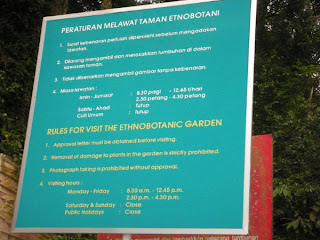 PERATURAN MELAWAT TAMAN ETNOBOTANI
1. Surat kebenaran perlulah diperolehi sebelum mengadakan
lawatan.
2. Dilarang mengambil dan merosakkan tumbuhan di dalam
kawasan taman.
3. Tidak dibenarkan mengambil gambar tanpa kebenaran.
4. Masa lawatan :
Isnin - Jumaat : 8.30 pagi - 12.45 t/hari
2.30 petang - 4.30 petang
Sabtu - Ahad : Tutup
Cuti Umum : Tutup
RULES FOR VISIT THE ETHNOBOTANIC GARDEN
1. Approval letter must be obtained before visiting.
2. Removal or damage to plants in the garden is strictly prohibited.
3. Photograph taking is prohibited without approval.
4. Visiting hours :
Monday - Friday : 8.30 a.m. - 12.45 p.m.
2.30 p.m. - 4.30 p.m.
Saturday & Sunday : Close
Public Holidays : Close